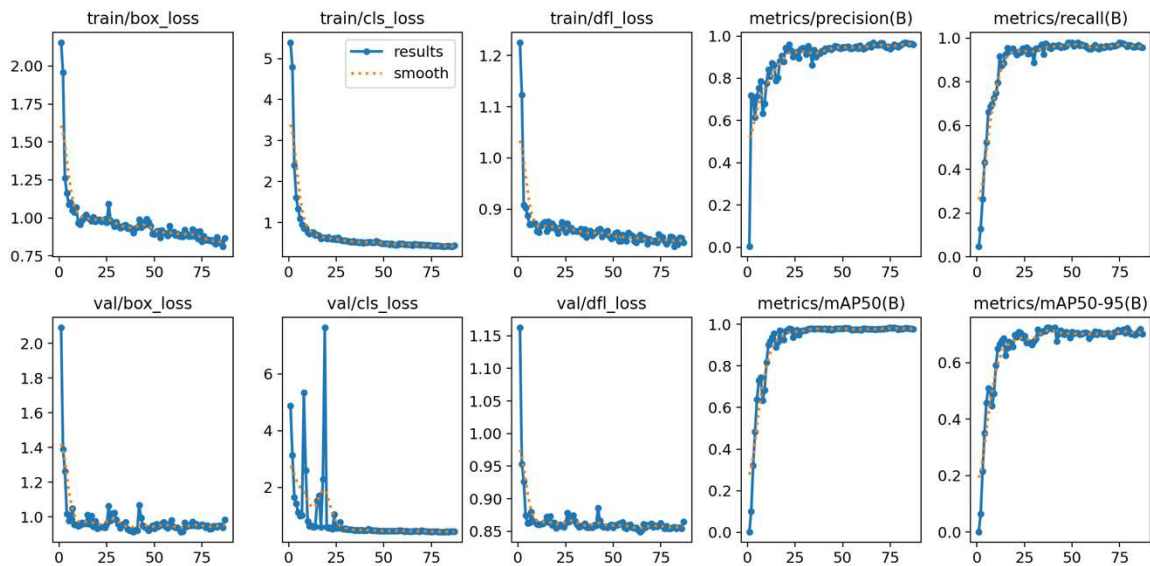 train/box_loss
train/cls_loss
train/dfl_loss
metrics/precision(B)
metrics/recall(B)
2.00
1.75
1.50
1.25
1.00
0.75
0 25 50 75
5
4
3
2
1
0 25 50 75
results
smooth
1.2
1.1
1.0
0.9
0 25 50 75
1.0
0.8
0.6
0.4
0.2
0.0
0 25 50 75
1.0
0.8
0.6
0.4
0.2
0.0
0 25 50 75
val/box_loss
val/cls_loss
val/dfl_loss
metrics/mAP50(B)
metrics/mAP50-95(B)
2.0
1.8
1.6
1.4
1.2
1.0
0 25 50 75
6
4
2
0 25 50 75
1.15
1.10
1.05
1.00
0.95
0.90
0.85
0 25 50 75
1.0
0.8
0.6
0.4
0.2
0.0
0 25 50 75
0.6
0.4
0.2
0.0
0 25 50 75